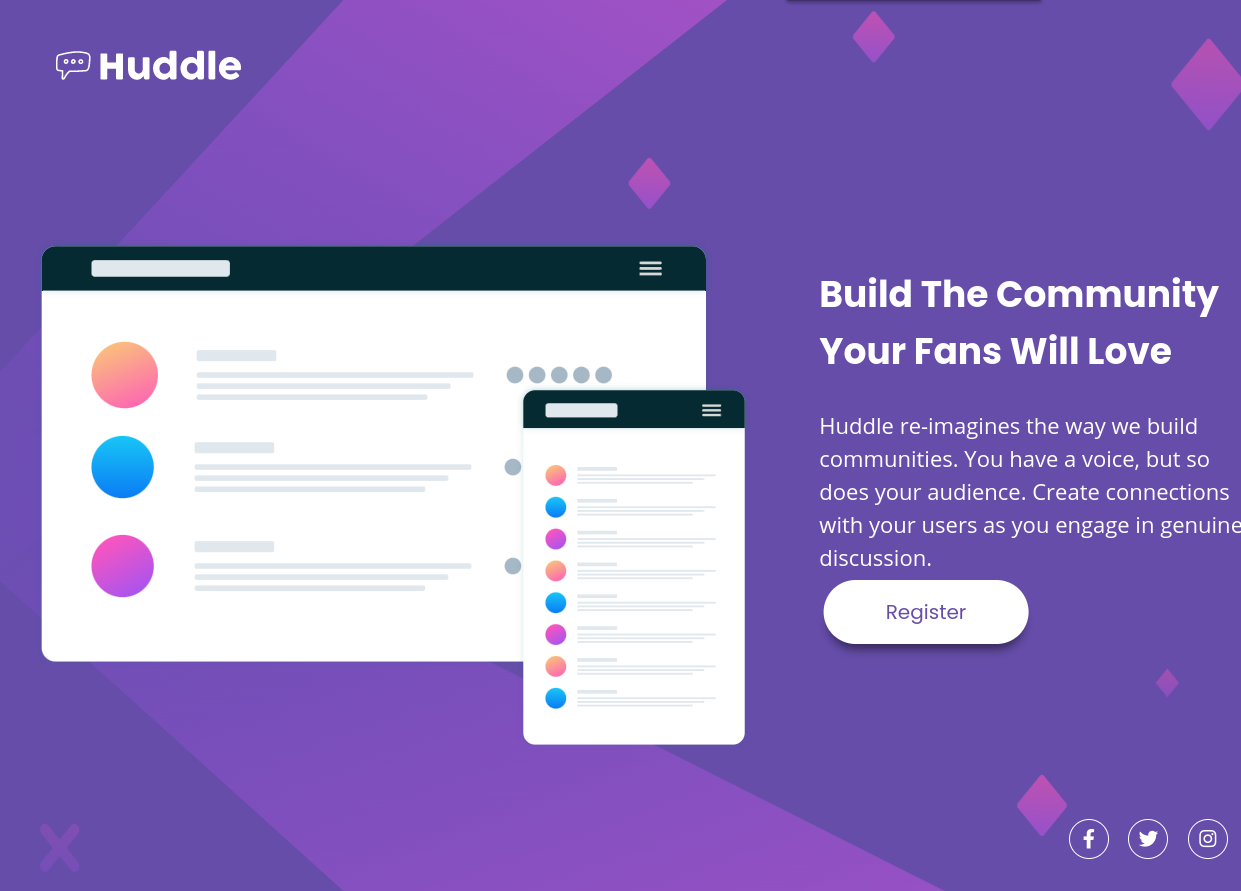 Huddle
Build The Community
Your Fans Will Love
Huddle re-imagines the way we build
communities. You have a voice, but so
does your audience. Create connections
with your users as you engage in genuine
discussion.
Register